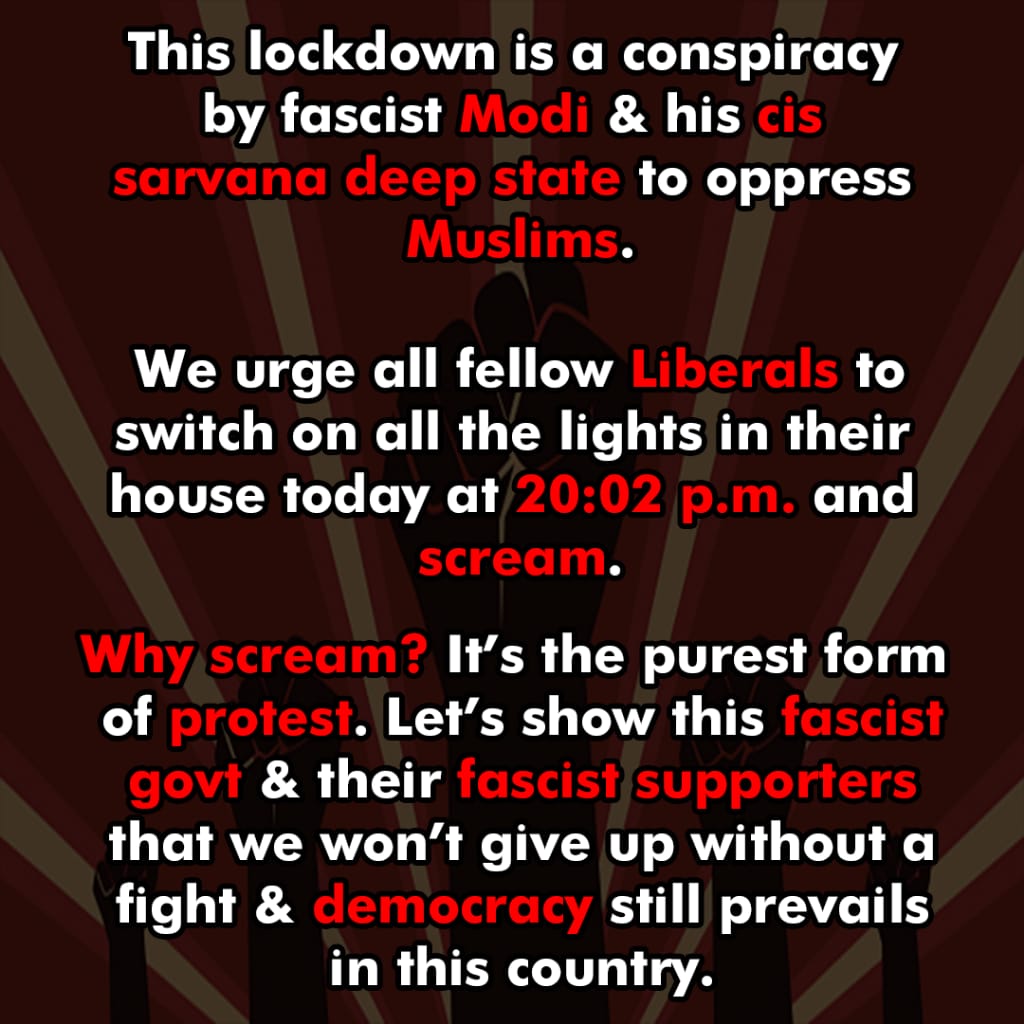 This lockdown is a conspiracy
by fascist Modi & his cis
sarvana deep state to oppress
Muslims.
We urge all fellow Liberals to
switch on all the lights in their
house today at 20:02 p.m. and
scream.
Why scream? It’s the purest form
of protest. Let’s show this fascist
govt & their fascist supporters
that we won’t give up without a
fight & democracy still prevails
in this country.